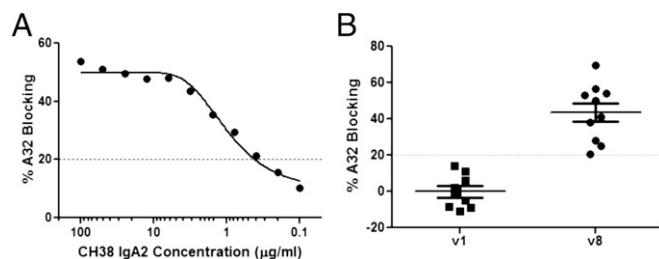 A
% A32 Blocking
60
40
20
0
100
10
1
0.1
CH38 IgA2 Concentration (μg/ml)
B
% A32 Blocking
80
60
40
20
0
-20
v1
v8